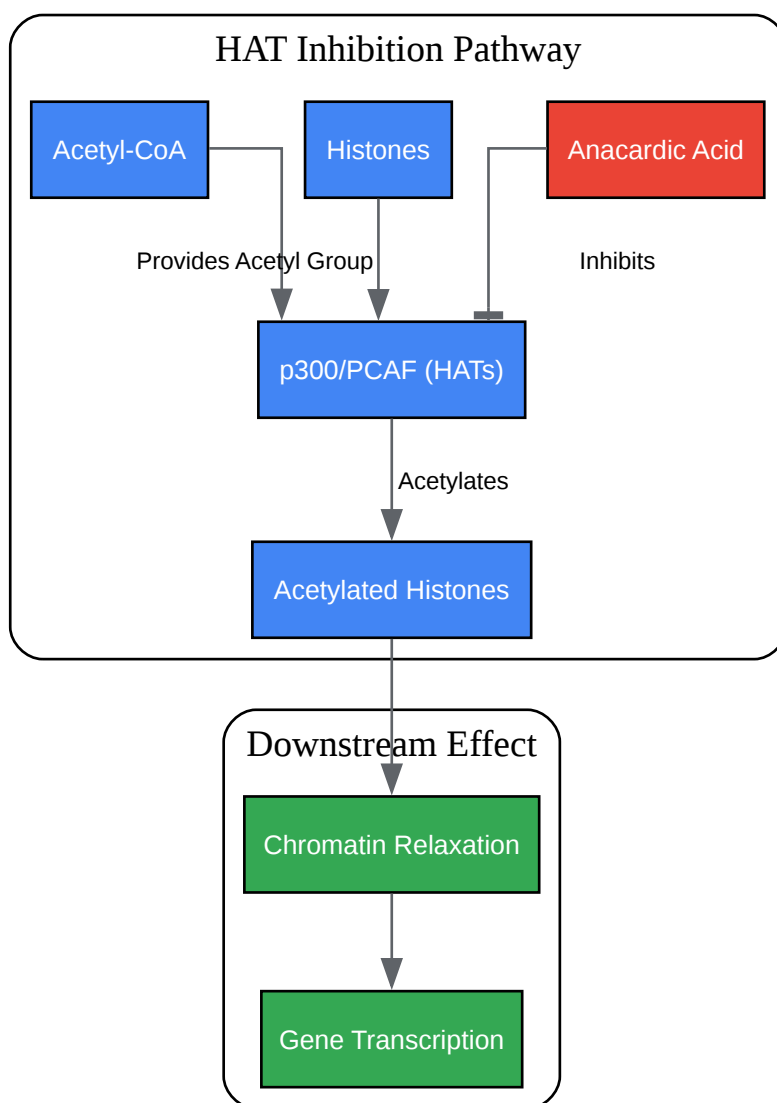 HAT Inhibition Pathway
Acetyl-CoA
Histones
Anacardic Acid
Provides Acetyl Group
Inhibits
p300/PCAF (HATs)
Acetylates
Acetylated Histones
Downstream Effect
Chromatin Relaxation
Gene Transcription